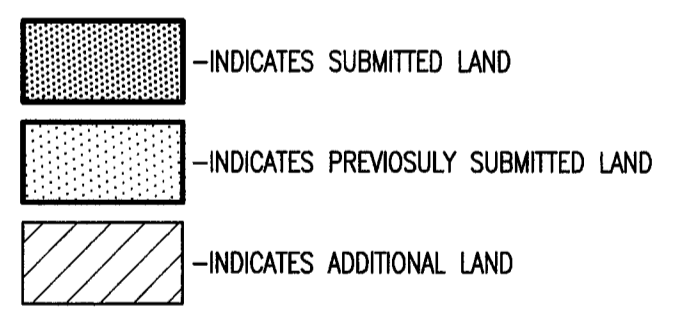 -INDICATES SUBMITTED LAND
-INDICATES PREVIOSULY SUBMITTED LAND
-INDICATES ADDITIONAL LAND